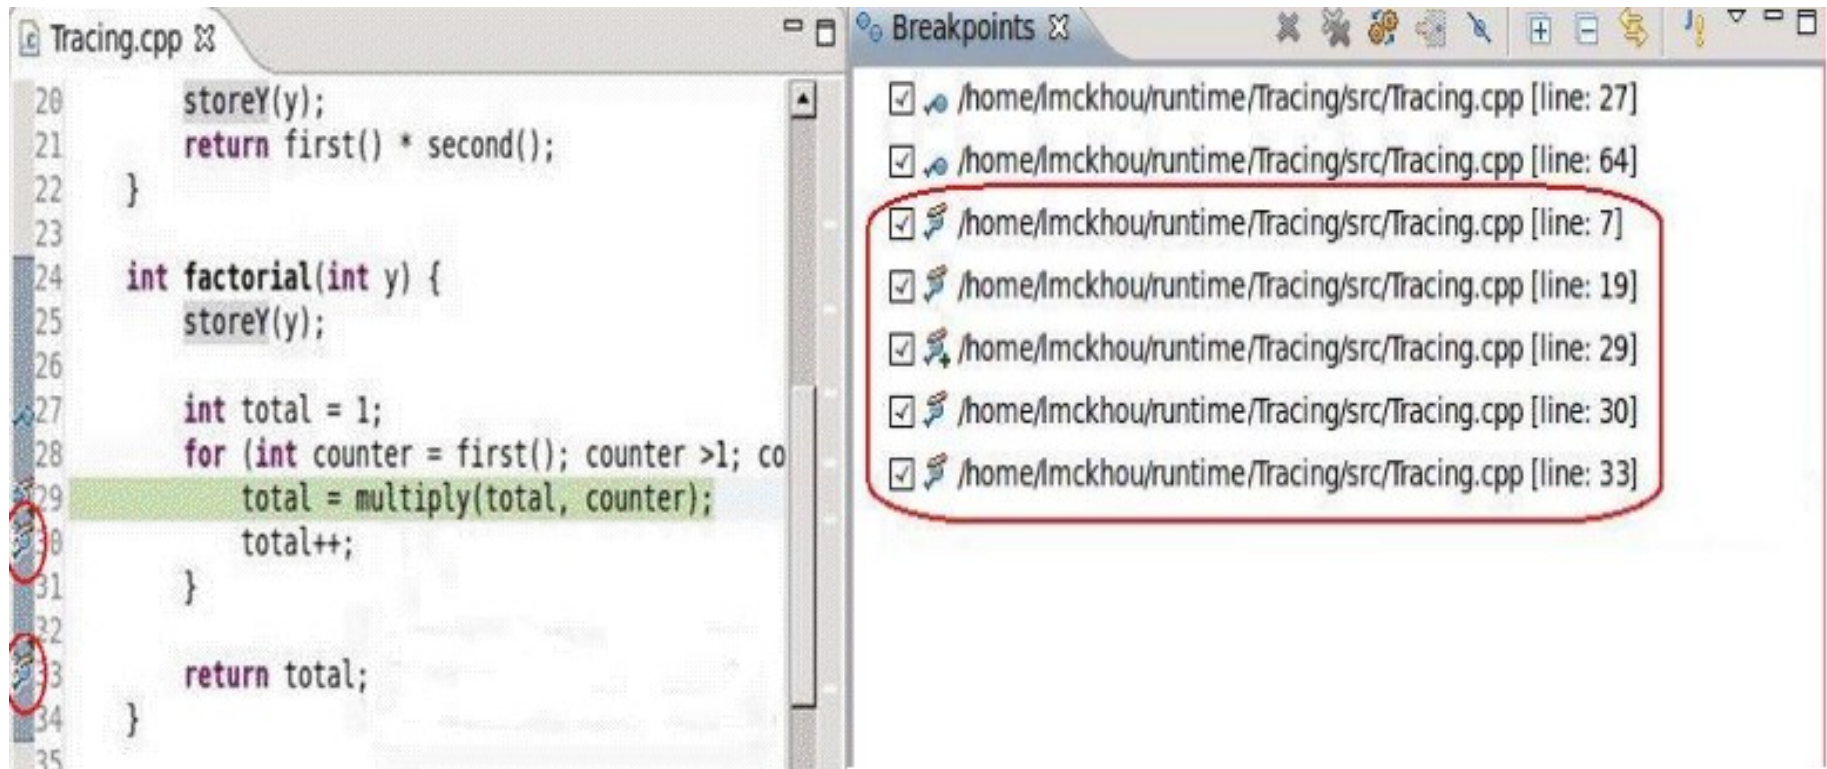 Tracing.cpp
20 storeY(y);
21 return first() * second();
22 }
23
24 int factorial(int y) {
25 storeY(y);
26
27 int total = 1;
28 for (int counter = first(); counter >1; co
29 total = multiply(total, counter);
30 total++;
31 }
32
33 return total;
34 }
35
Breakpoints
/home/lmckhou/runtime/Tracing/src/Tracing.cpp [line: 27]
/home/lmckhou/runtime/Tracing/src/Tracing.cpp [line: 64]
/home/lmckhou/runtime/Tracing/src/Tracing.cpp [line: 7]
/home/lmckhou/runtime/Tracing/src/Tracing.cpp [line: 19]
/home/lmckhou/runtime/Tracing/src/Tracing.cpp [line: 29]
/home/lmckhou/runtime/Tracing/src/Tracing.cpp [line: 30]
/home/lmckhou/runtime/Tracing/src/Tracing.cpp [line: 33]